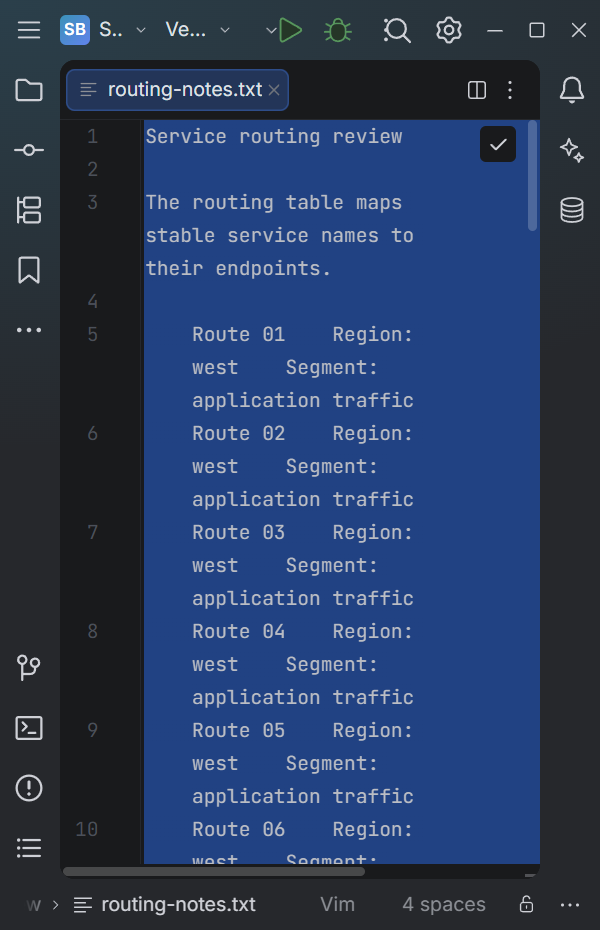 SB S.. Ve...
routing-notes.txt
1 Service routing review
2
3 The routing table maps
stable service names to
their endpoints.
4
5     Route 01    Region:
    west    Segment:
    application traffic
6     Route 02    Region:
    west    Segment:
    application traffic
7     Route 03    Region:
    west    Segment:
    application traffic
8     Route 04    Region:
    west    Segment:
    application traffic
9     Route 05    Region:
    west    Segment:
    application traffic
10     Route 06    Region:
    west    Segment:
w routing-notes.txt Vim 4 spaces